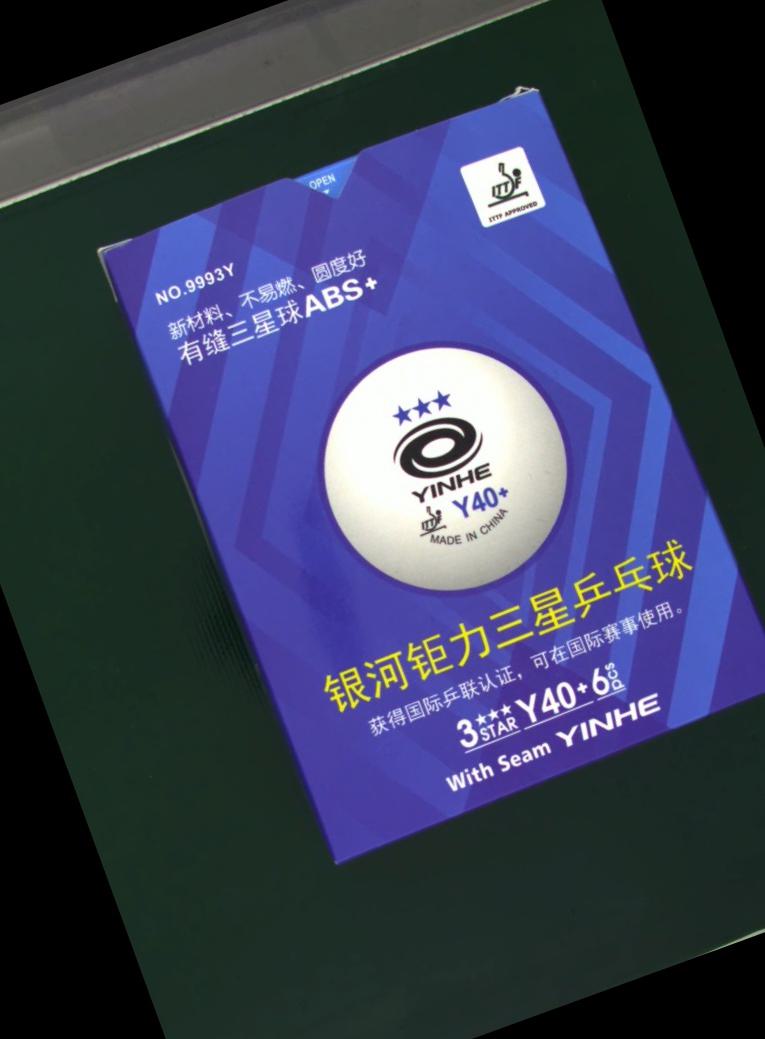 OPEN
ITTF
ITTF APPROVED
NO.9993Y
新材料、不易燃、圆度好
有缝三星球ABS+
YINHE
ITTF Y40+
MADE IN CHINA
银河钜力三星乒乓球
获得国际乒联认证，可在国际赛事使用。
3★★★STAR Y40+6pcs
With Seam YINHE